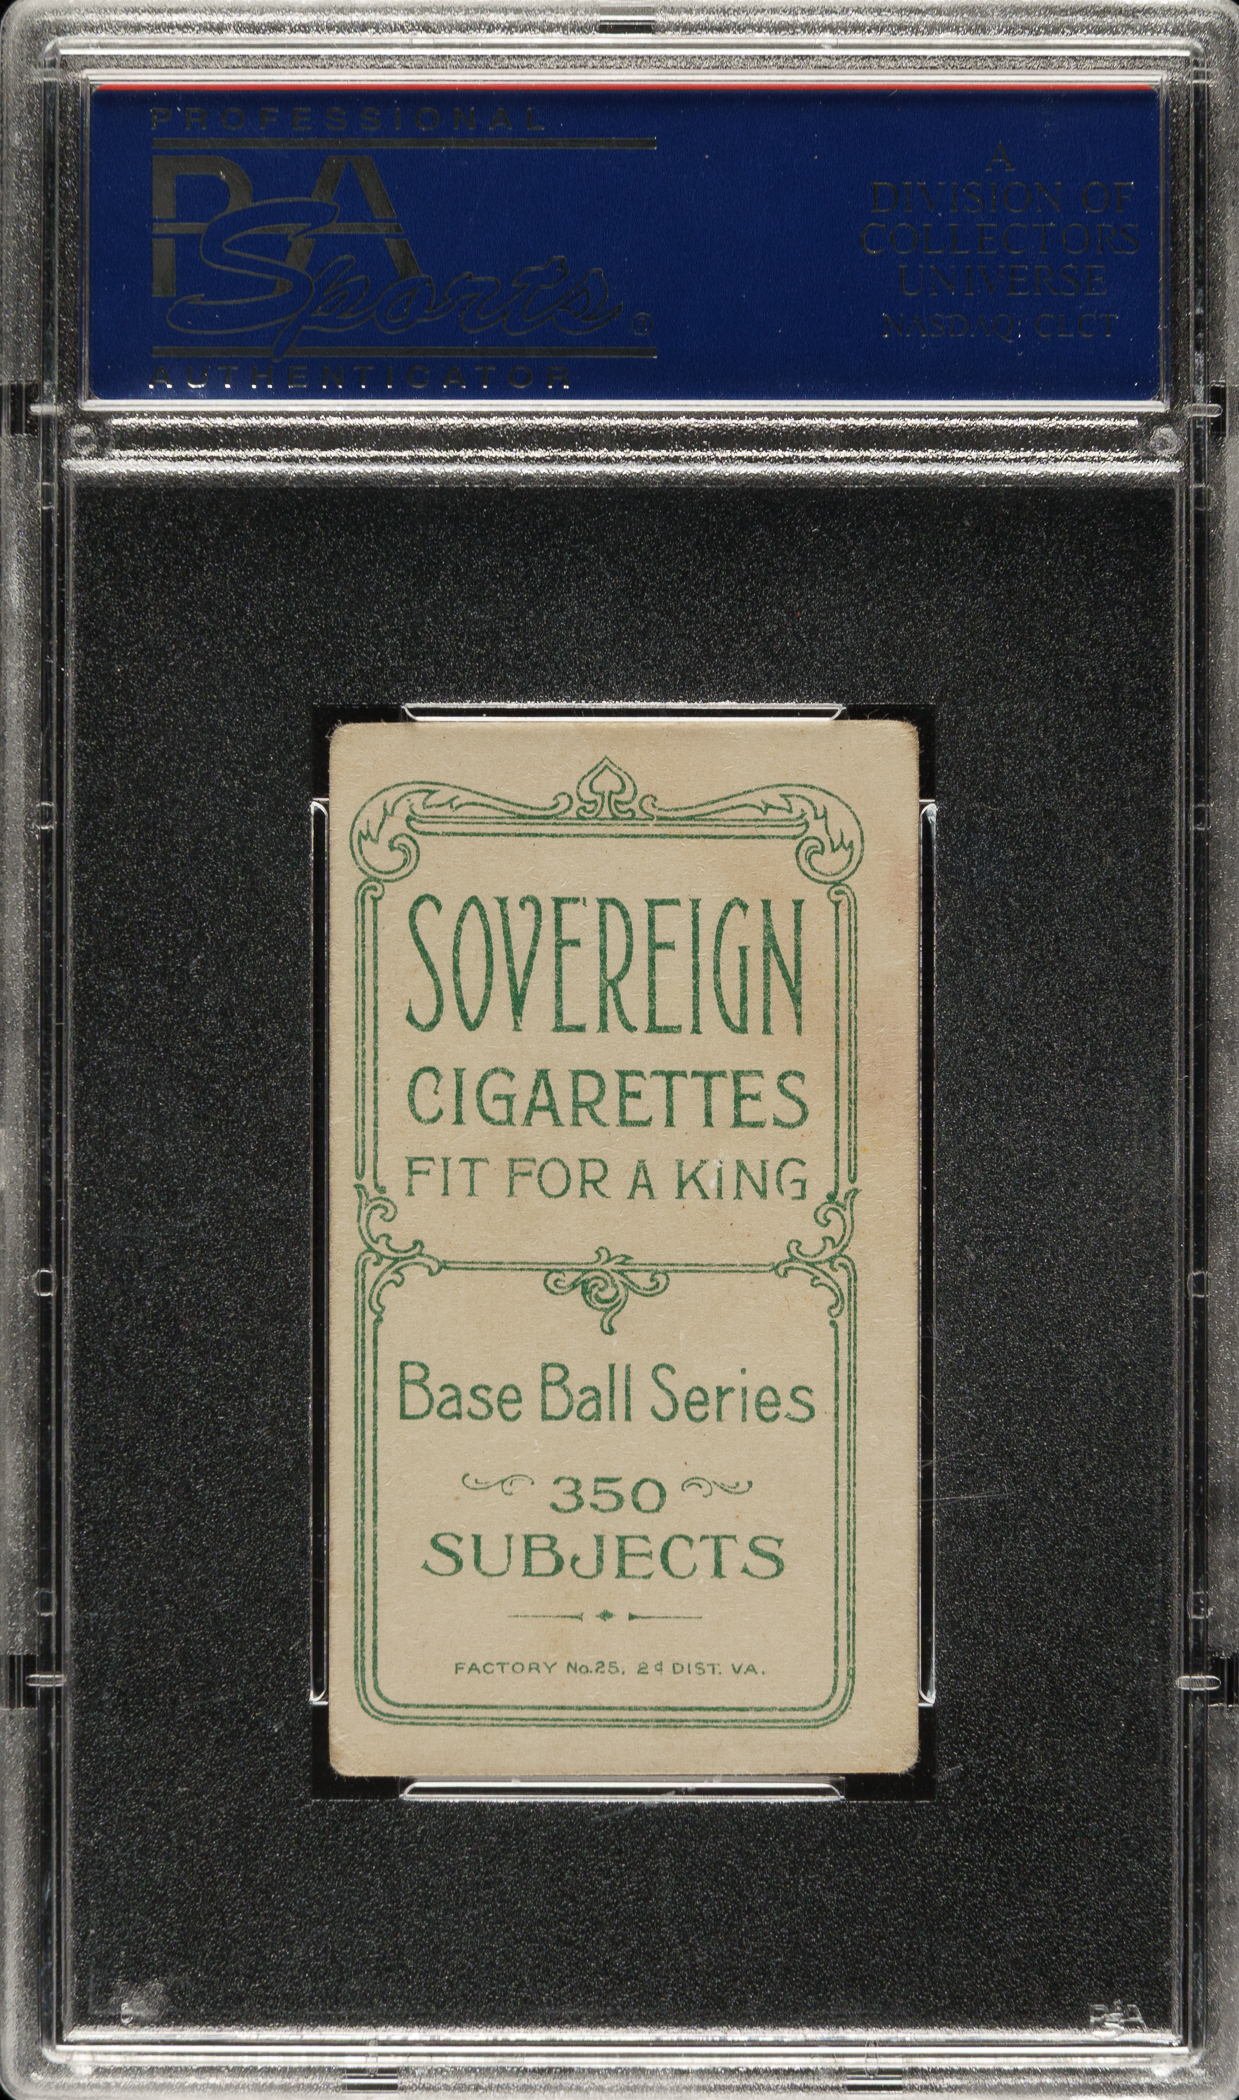 PROFESSIONAL
PSA
Sports®
AUTHENTICATOR
A
DIVISION OF
COLLECTORS
UNIVERSE
NASDAQ: CLCT
SOVEREIGN
CIGARETTES
FIT FOR A KING
Base Ball Series
350
SUBJECTS
FACTORY No.25, 2d DIST. VA.
PSA